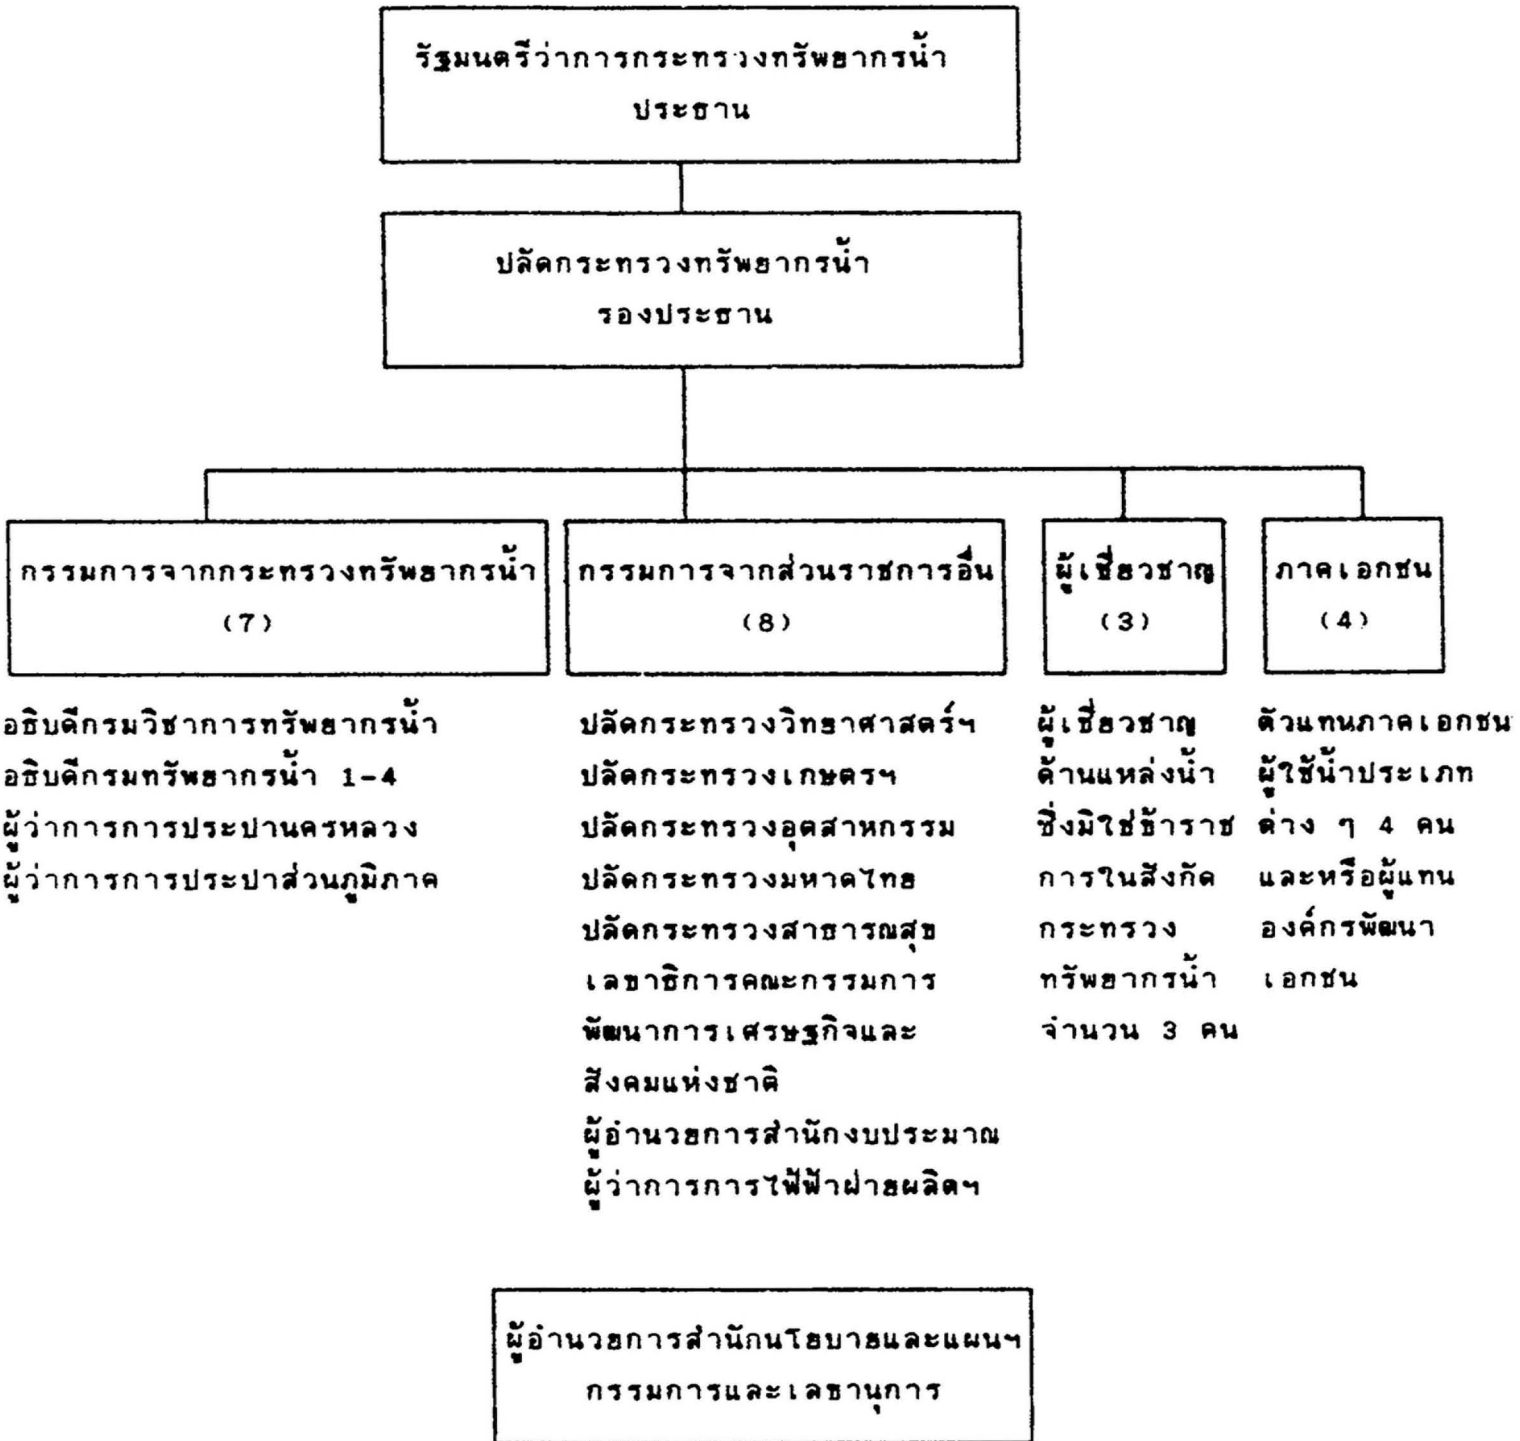 รัฐมนตรีว่าการกระทรวงทรัพยากรน้ำ
ประธาน
ปลัดกระทรวงทรัพยากรน้ำ
รองประธาน
กรรมการจากกระทรวงทรัพยากรน้ำ
(7)
อธิบดีกรมวิชาการทรัพยากรน้ำ
อธิบดีกรมทรัพยากรน้ำ 1-4
ผู้ว่าการการประปานครหลวง
ผู้ว่าการการประปาส่วนภูมิภาค
กรรมการจากส่วนราชการอื่น
(8)
ปลัดกระทรวงวิทยาศาสตร์ฯ
ปลัดกระทรวงเกษตรฯ
ปลัดกระทรวงอุตสาหกรรม
ปลัดกระทรวงมหาดไทย
ปลัดกระทรวงสาธารณสุข
เลขาธิการคณะกรรมการ
พัฒนาการเศรษฐกิจและ
สังคมแห่งชาติ
ผู้อำนวยการสำนักงบประมาณ
ผู้ว่าการการไฟฟ้าฝ่ายผลิตฯ
ผู้เชี่ยวชาญ
(3)
ผู้เชี่ยวชาญ
ด้านแหล่งน้ำ
ซึ่งมิใช่ข้าราช
การในสังกัด
กระทรวง
ทรัพยากรน้ำ
จำนวน 3 คน
ภาคเอกชน
(4)
ตัวแทนภาคเอกชน
ผู้ใช้น้ำประเภท
ต่าง ๆ 4 คน
และหรือผู้แทน
องค์กรพัฒนา
เอกชน
ผู้อำนวยการสำนักนโยบายและแผนฯ
กรรมการและเลขานุการ